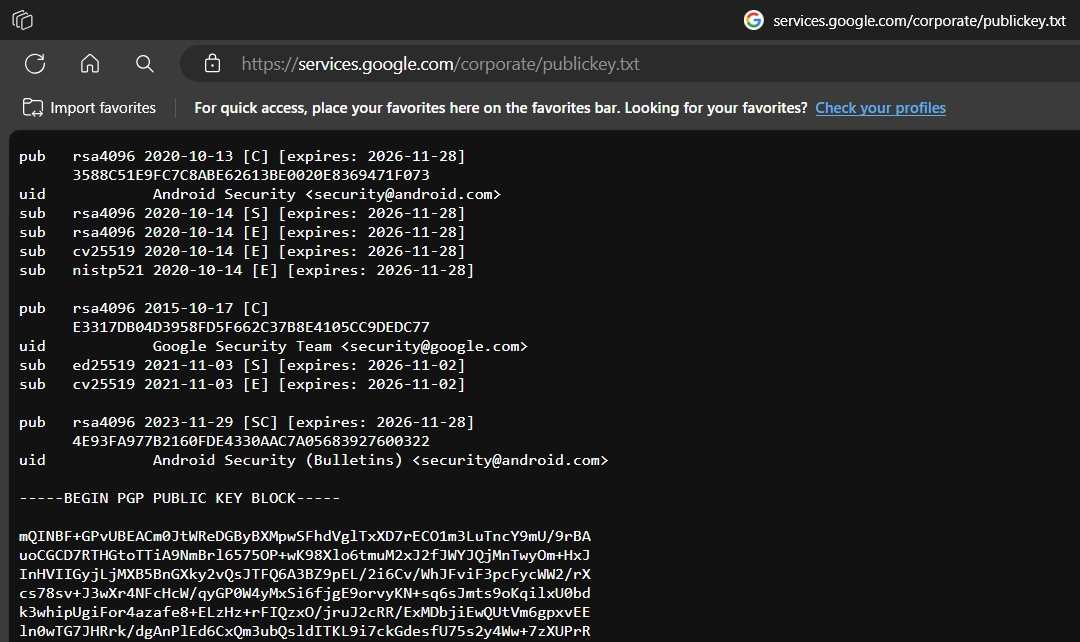 services.google.com/corporate/publickey.txt
https://services.google.com/corporate/publickey.txt
Import favorites For quick access, place your favorites here on the favorites bar. Looking for your favorites? Check your profiles
pub rsa4096 2020-10-13 [C] [expires: 2026-11-28]
3588C51E9FC7C8ABE62613BE0020E8369471F073
uid Android Security <security@android.com>
sub rsa4096 2020-10-14 [S] [expires: 2026-11-28]
sub rsa4096 2020-10-14 [E] [expires: 2026-11-28]
sub cv25519 2020-10-14 [E] [expires: 2026-11-28]
sub nistp521 2020-10-14 [E] [expires: 2026-11-28]
pub rsa4096 2015-10-17 [C]
E3317DB04D3958FD5F662C37B8E4105CC9DEDC77
uid Google Security Team <security@google.com>
sub ed25519 2021-11-03 [S] [expires: 2026-11-02]
sub cv25519 2021-11-03 [E] [expires: 2026-11-02]
pub rsa4096 2023-11-29 [SC] [expires: 2026-11-28]
4E93FA977B2160FDE4330AAC7A05683927600322
uid Android Security (Bulletins) <security@android.com>
-----BEGIN PGP PUBLIC KEY BLOCK-----
mQINBF+GPvUBEACm0JtWReDGByBXMpwSFhdVglTxXD7rECO1m3LuTncY9mU/9rBA
uoCGCD7RTHGtoTTiA9NmBrl6575OP+wK98Xlo6tmuM2xJ2fJWYJQjMnTwyOm+HxJ
InHVIIGyjLjMXB5BnGXky2vQsJTFQ6A3BZ9pEL/2i6Cv/WhJFviF3pcFycWW2/rX
cs78sv+J3wXr4NFcHcW/qyGP0W4yMxSi6fjgE9orvyKN+sq6sJmts9oKqilxU0bd
k3whipUgiFor4azafe8+ELzHz+rFIQzxO/jruJ2cRR/ExMDbjiEwQUtVm6gpxvEE
ln0wTG7JHRrk/dgAnPlEd6CxQm3ubQsldITKL9i7ckGdesfU75s2y4Ww+7zXUPrR